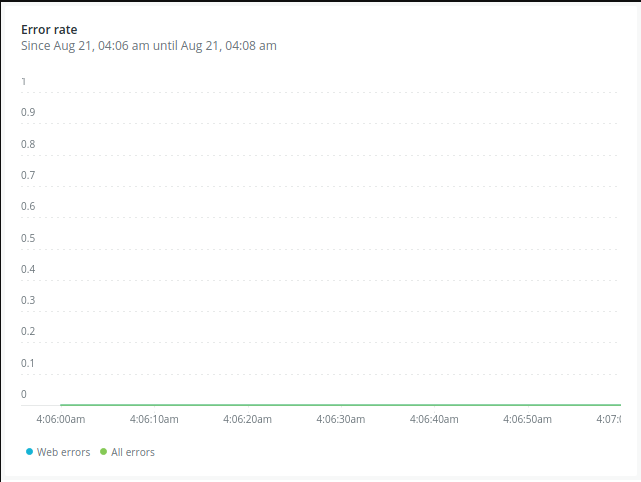 Error rate
Since Aug 21, 04:06 am until Aug 21, 04:08 am
1
0.9
0.8
0.7
0.6
0.5
0.4
0.3
0.2
0.1
0
4:06:00am 4:06:10am 4:06:20am 4:06:30am 4:06:40am 4:06:50am 4:07:0
Web errors All errors